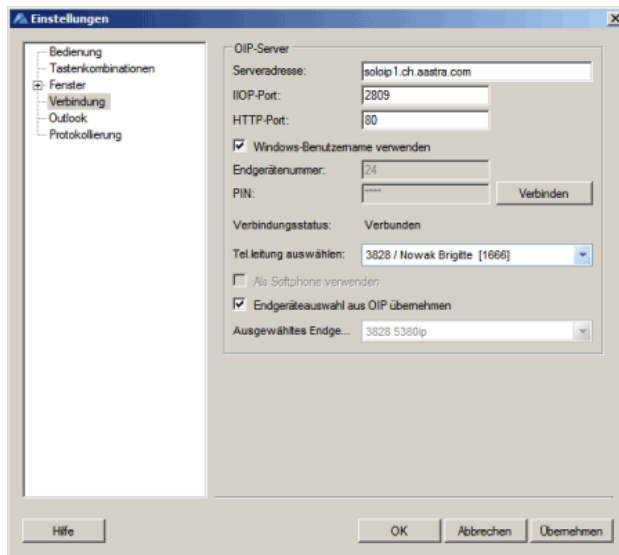 Einstellungen
Bedienung
Tastenkombinationen
Fenster
Verbindung
Outlook
Protokollierung
OIP-Server
Serveradresse: soloip1.ch.aastra.com
IIOP-Port: 2809
HTTP-Port: 80
Windows-Benutzername verwenden
Endgerätenummer: 24
PIN: **** Verbinden
Verbindungsstatus: Verbunden
Tel.leitung auswählen: 3828 / Nowak Brigitte [1666]
Als Softphone verwenden
Endgeräteauswahl aus OIP übernehmen
Ausgewähltes Endge... 3828 5380ip
Hilfe OK Abbrechen Übernehmen